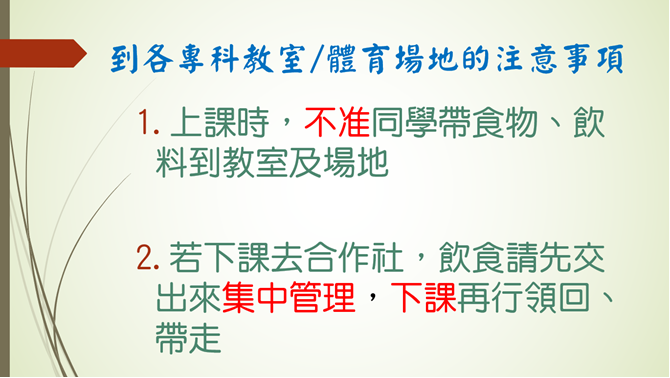 到各專科教室/體育場地的注意事項
1. 上課時，不准同學帶食物、飲
料到教室及場地
2. 若下課去合作社，飲食請先交
出來集中管理，下課再行領回、
帶走